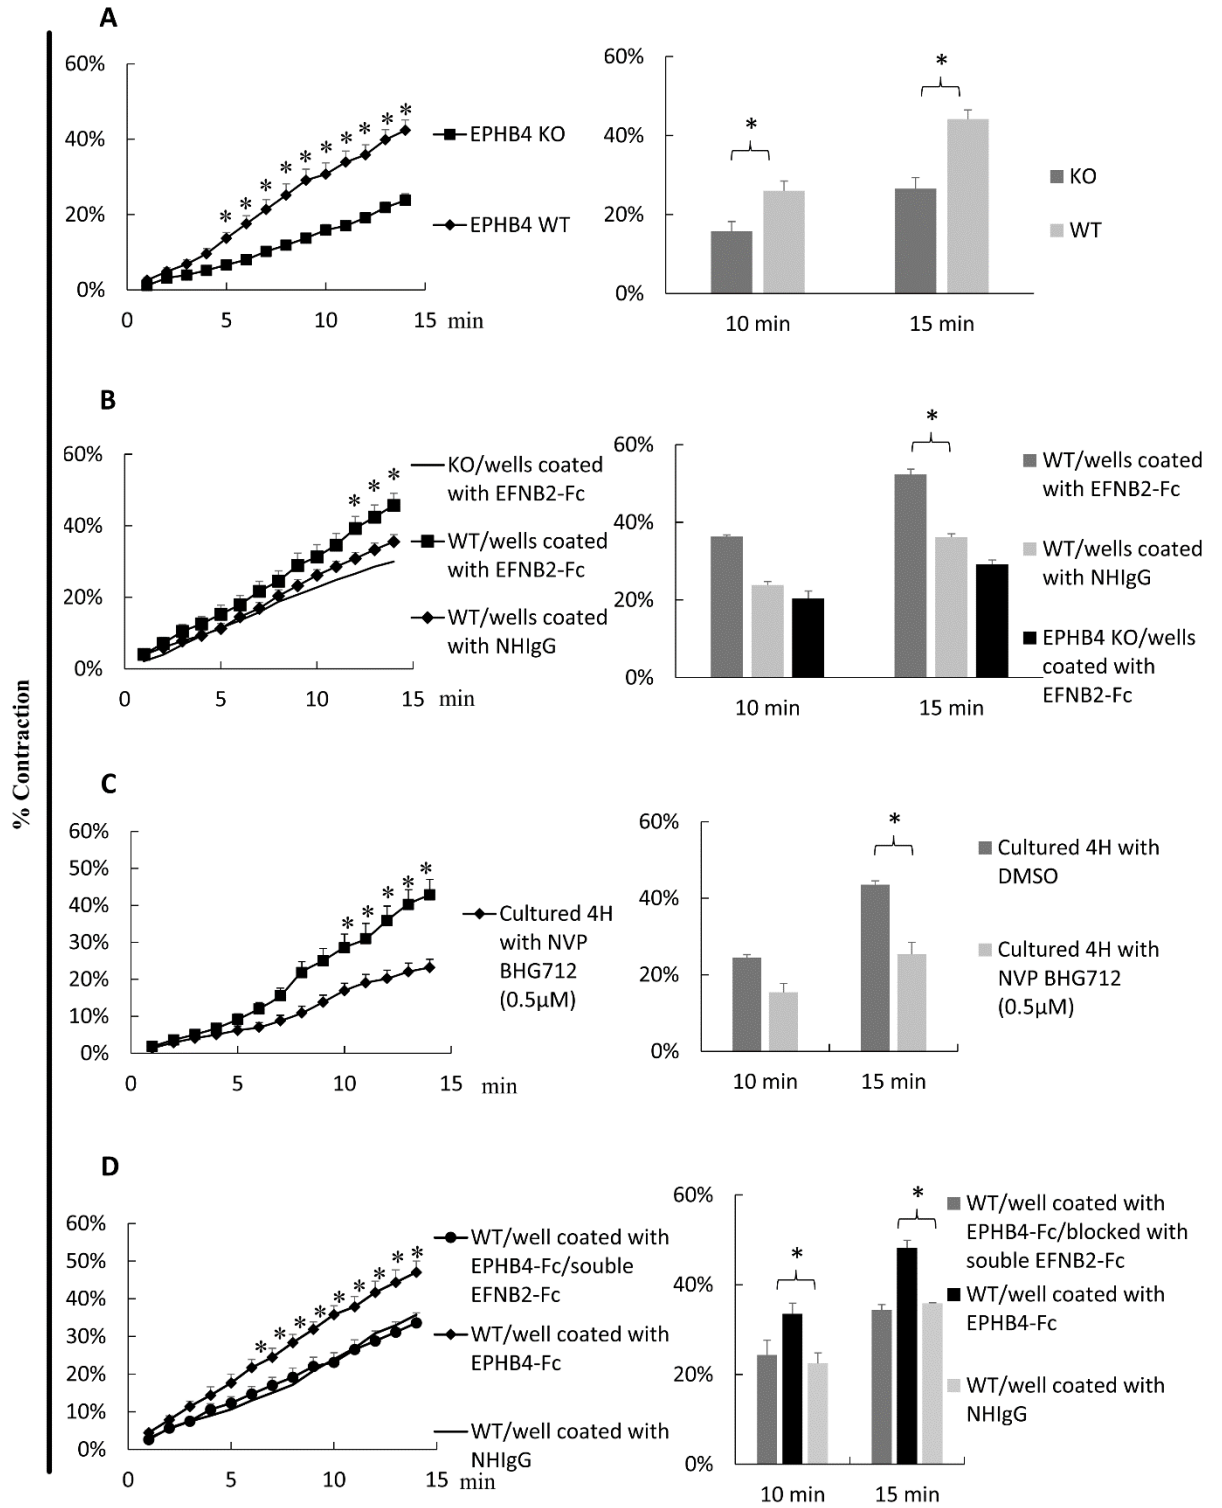 % Contraction
A
60%
40%
20%
0%
* * * * * * * * * *
0 5 10 15 min
EPHB4 KO
EPHB4 WT
60%
40%
20%
0%
* *
10 min 15 min
KO
WT
B
60%
40%
20%
0%
* * *
0 5 10 15 min
KO/wells coated
with EFNB2-Fc
WT/wells coated
with EFNB2-Fc
WT/wells coated
with NHIgG
60%
40%
20%
0%
*
10 min 15 min
WT/wells coated
with EFNB2-Fc
WT/wells coated
with NHIgG
EPHB4 KO/wells
coated with
EFNB2-Fc
C
60%
50%
40%
30%
20%
10%
0%
* * * * *
0 5 10 15 min
Cultured 4H
with NVP
BHG712
(0.5µM)
60%
40%
20%
0%
*
10 min 15 min
Cultured 4H with
DMSO
Cultured 4H with
NVP BHG712
(0.5µM)
D
60%
50%
40%
30%
20%
10%
0%
* * * * * * * * *
0 5 10 15 min
WT/well coated with
EPHB4-Fc/souble
EFNB2-Fc
WT/well coated with
EPHB4-Fc
WT/well coated with
NHIgG
60%
40%
20%
0%
* *
10 min 15 min
WT/well coated with
EPHB4-Fc/blocked with
souble EFNB2-Fc
WT/well coated with
EPHB4-Fc
WT/well coated with
NHIgG